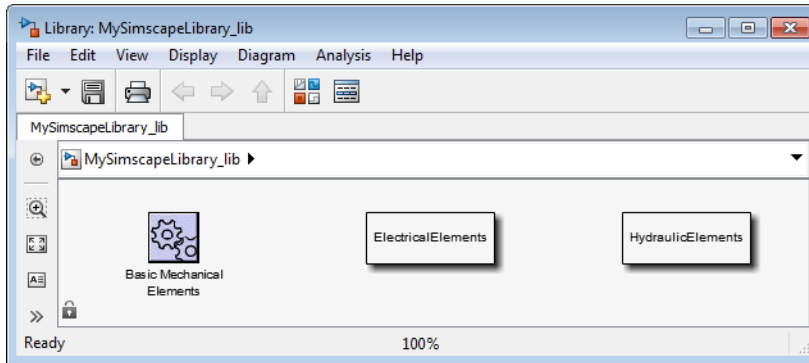 Library: MySimscapeLibrary_lib
File Edit View Display Diagram Analysis Help
MySimscapeLibrary_lib
MySimscapeLibrary_lib
Basic Mechanical
Elements
ElectricalElements
HydraulicElements
A
Ready 100%